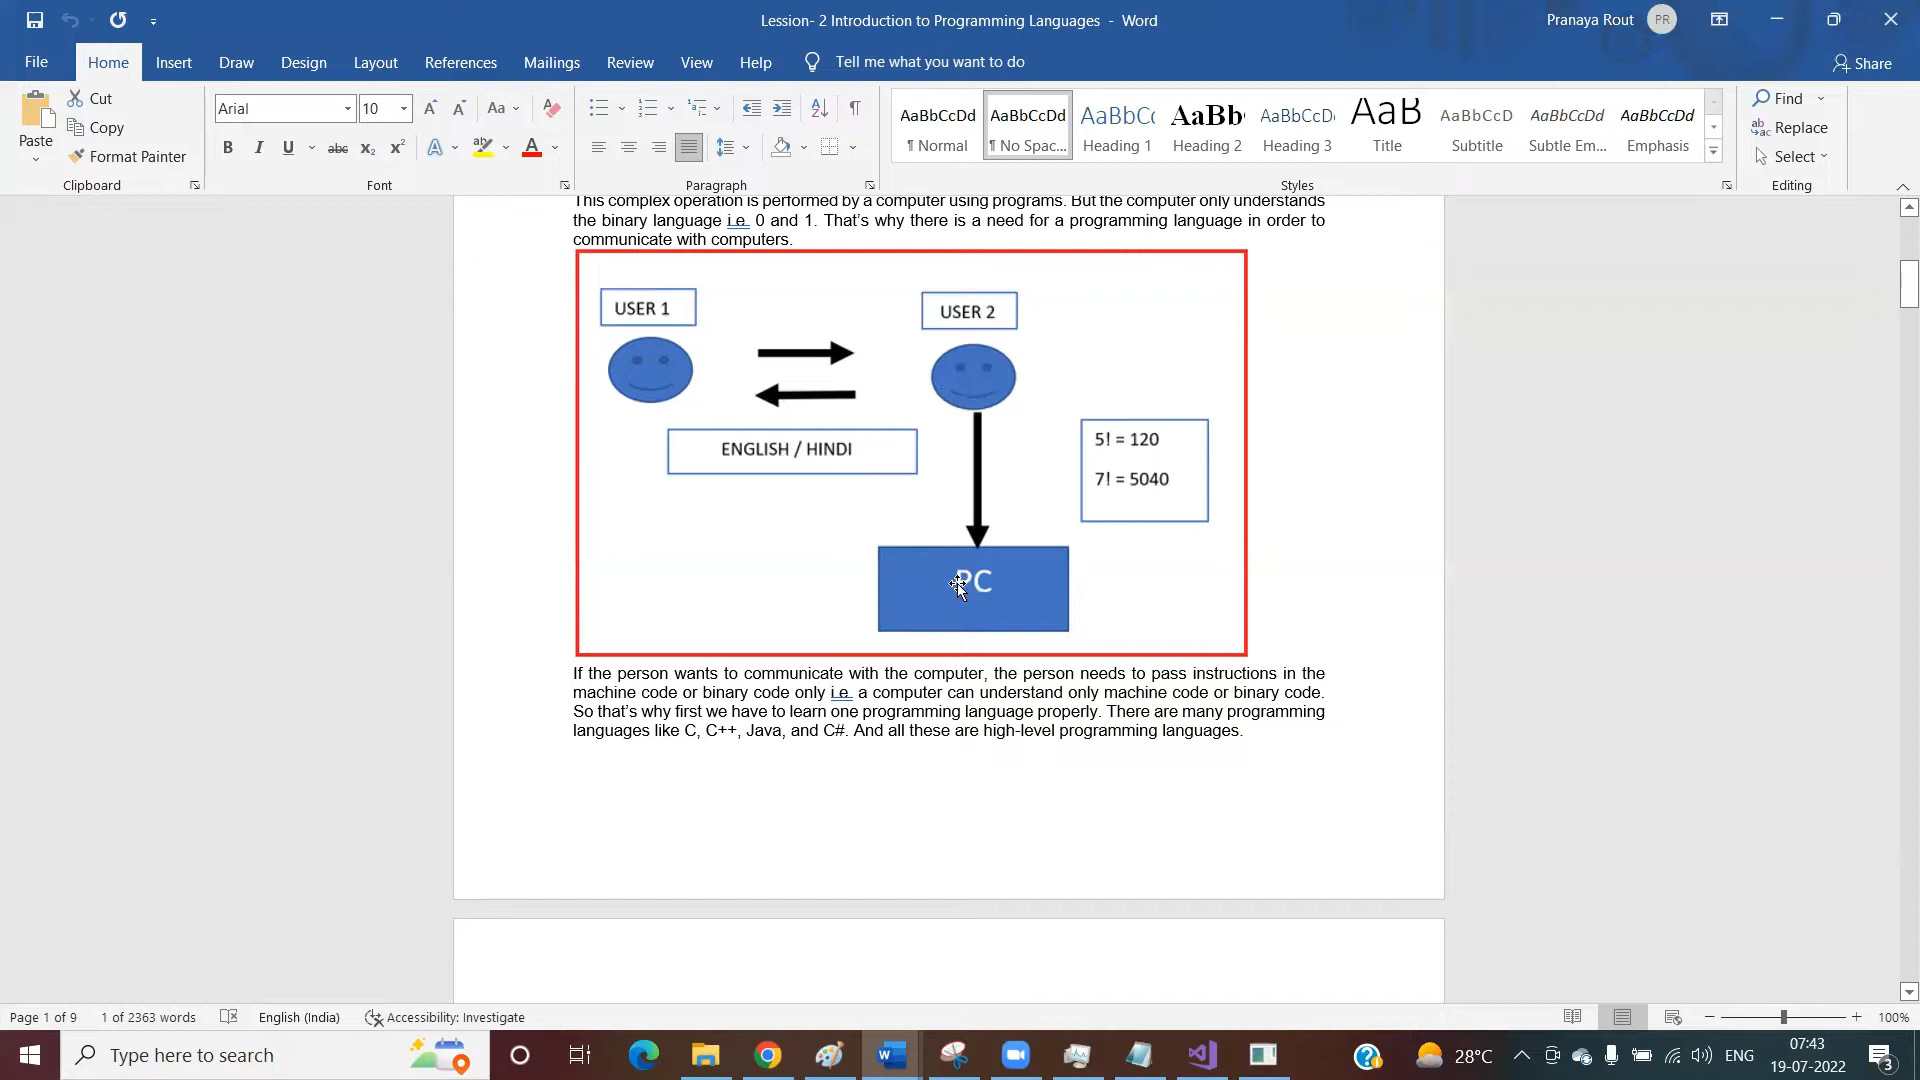 Lession- 2 Introduction to Programming Languages - Word
Pranaya Rout PR
File Home Insert Draw Design Layout References Mailings Review View Help Tell me what you want to do Share
Paste
Cut
Copy
Format Painter
Clipboard
Arial 10 Aa
B I U abc x₂ x² A ab A
Font
Paragraph
AaBbCcDd AaBbCcDd AaBbCc AaBb AaBbCcD AaB AaBbCcD AaBbCcDd AaBbCcDd
¶ Normal ¶ No Spac... Heading 1 Heading 2 Heading 3 Title Subtitle Subtle Em... Emphasis
Styles
Find
Replace
Select
Editing
This complex operation is performed by a computer using programs. But the computer only understands
the binary language i.e. 0 and 1. That’s why there is a need for a programming language in order to
communicate with computers.
USER 1
USER 2
ENGLISH / HINDI
5! = 120
7! = 5040
PC
If the person wants to communicate with the computer, the person needs to pass instructions in the
machine code or binary code only i.e. a computer can understand only machine code or binary code.
So that’s why first we have to learn one programming language properly. There are many programming
languages like C, C++, Java, and C#. And all these are high-level programming languages.
Page 1 of 9 1 of 2363 words English (India) Accessibility: Investigate 100%
Type here to search
28°C ENG
07:43
19-07-2022
3